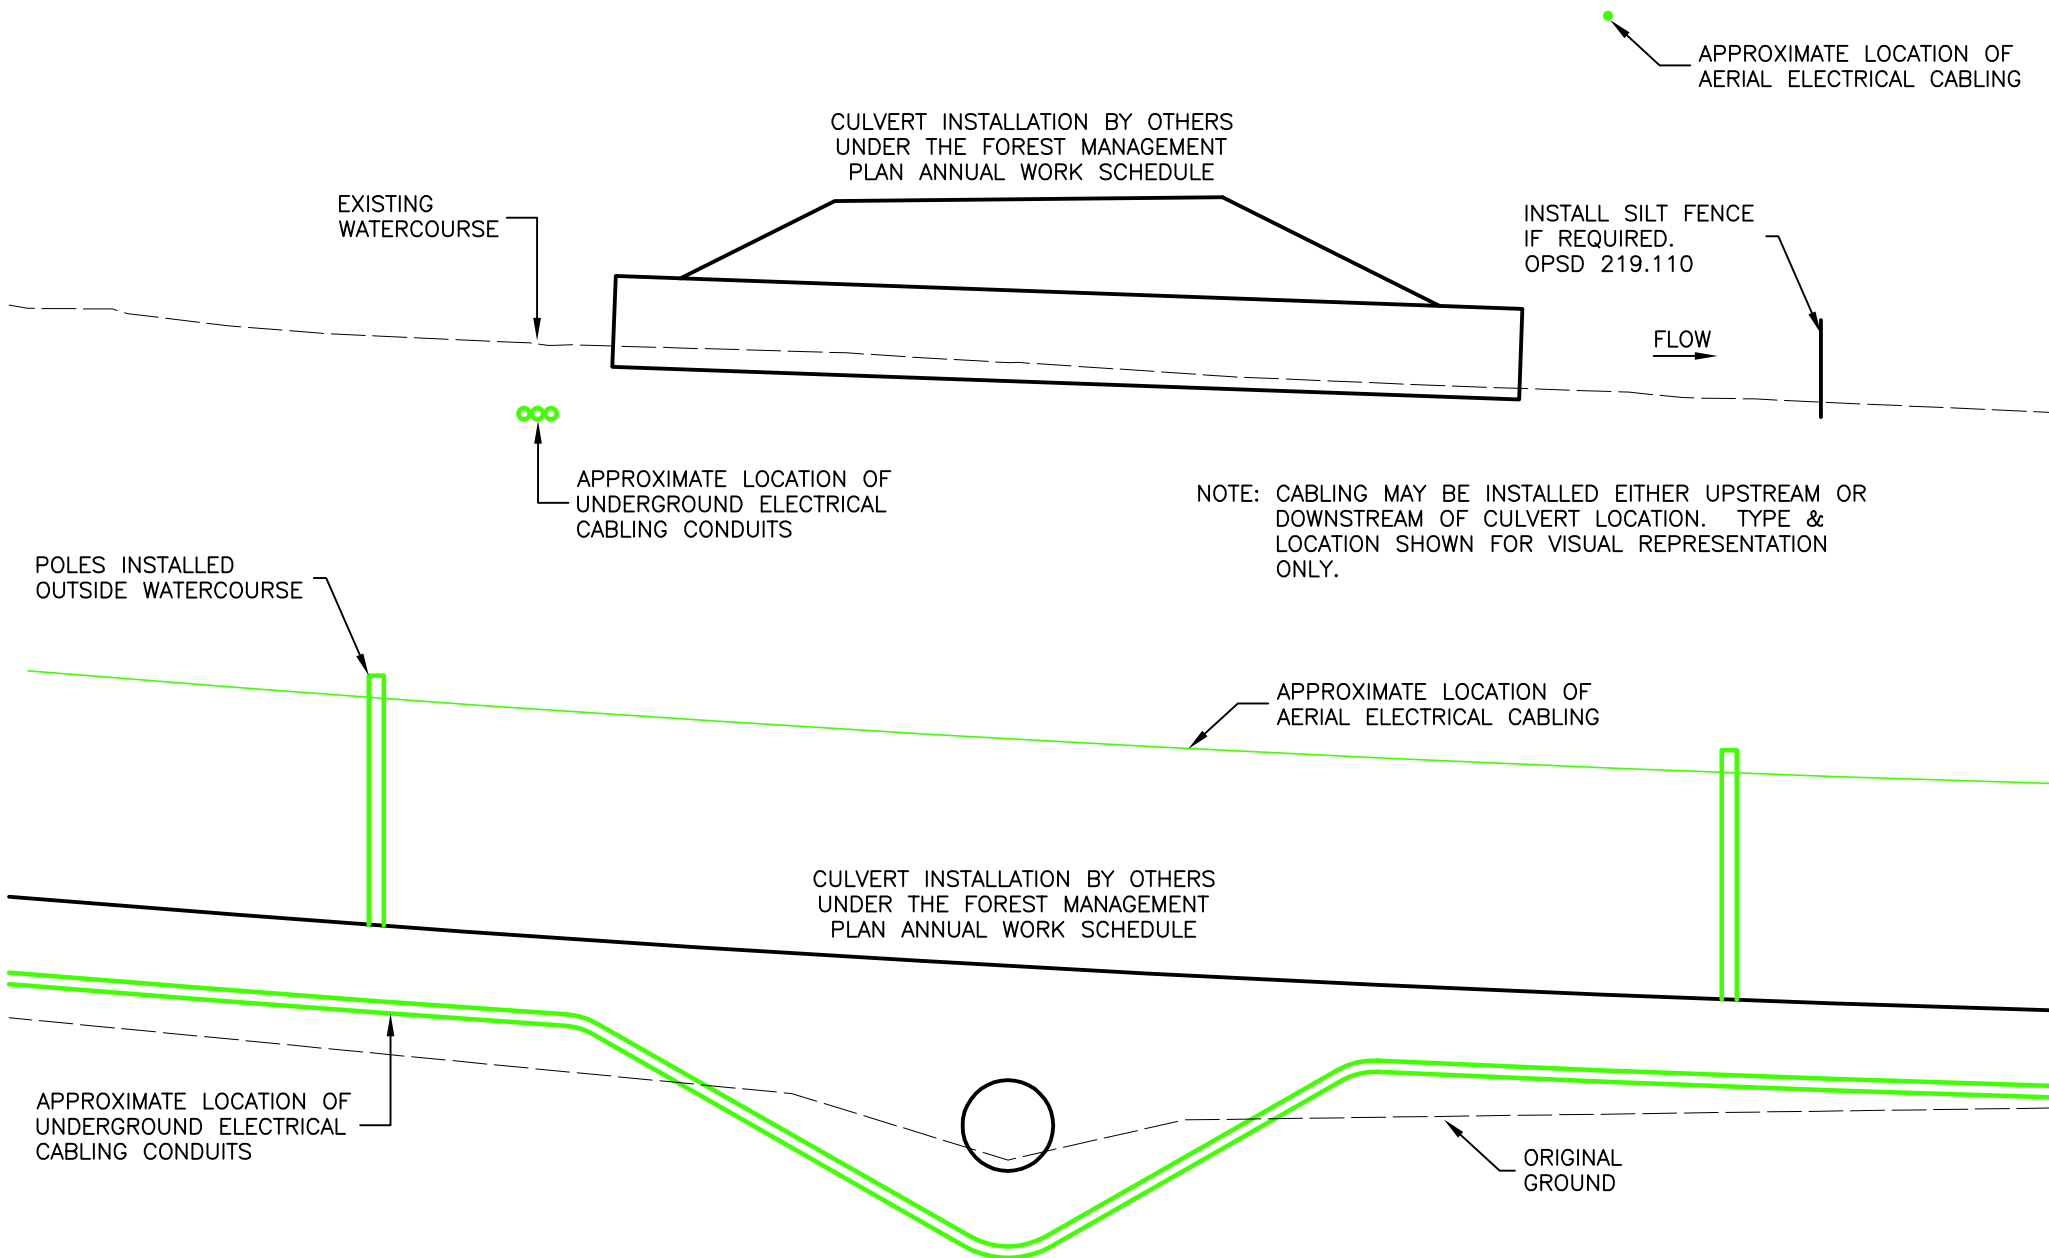 APPROXIMATE LOCATION OF
AERIAL ELECTRICAL CABLING
CULVERT INSTALLATION BY OTHERS
UNDER THE FOREST MANAGEMENT
PLAN ANNUAL WORK SCHEDULE
EXISTING
WATERCOURSE
INSTALL SILT FENCE
IF REQUIRED.
OPSD 219.110
FLOW
APPROXIMATE LOCATION OF
UNDERGROUND ELECTRICAL
CABLING CONDUITS
NOTE: CABLING MAY BE INSTALLED EITHER UPSTREAM OR
DOWNSTREAM OF CULVERT LOCATION. TYPE &
LOCATION SHOWN FOR VISUAL REPRESENTATION
ONLY.
POLES INSTALLED
OUTSIDE WATERCOURSE
APPROXIMATE LOCATION OF
AERIAL ELECTRICAL CABLING
CULVERT INSTALLATION BY OTHERS
UNDER THE FOREST MANAGEMENT
PLAN ANNUAL WORK SCHEDULE
APPROXIMATE LOCATION OF
UNDERGROUND ELECTRICAL
CABLING CONDUITS
ORIGINAL
GROUND